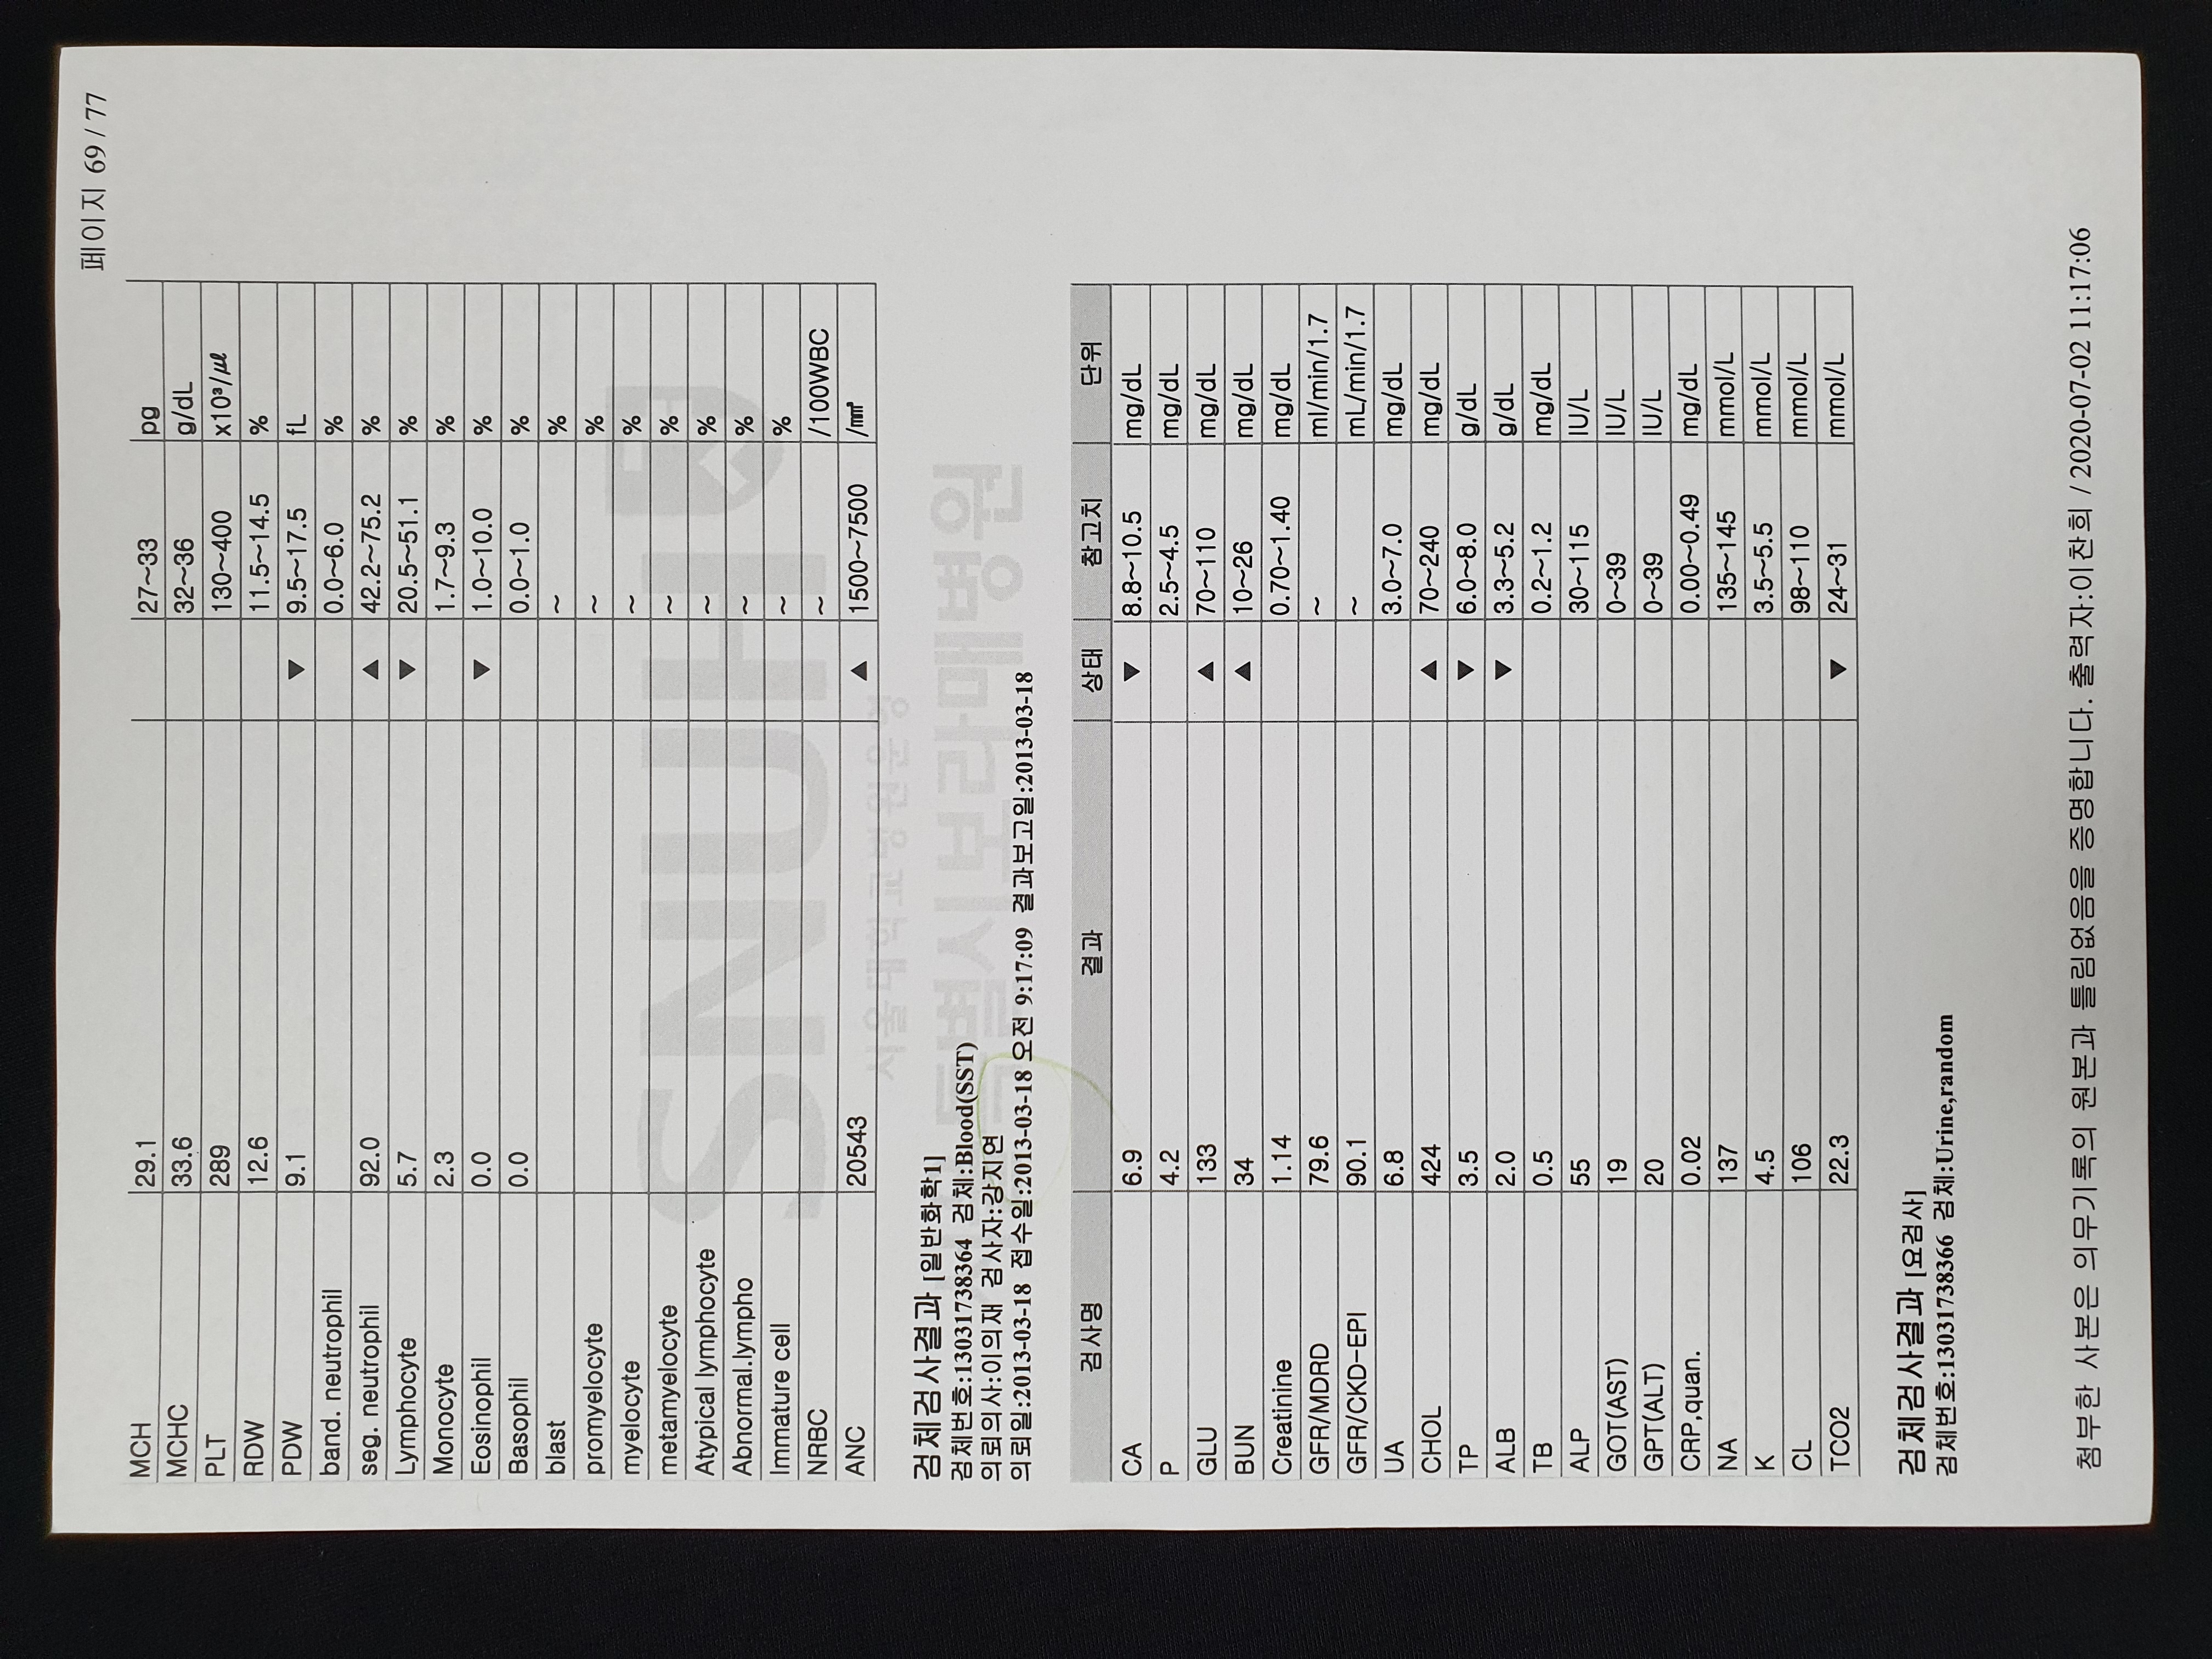 페이지 69 / 77
MCH 29.1 27~33 pg
MCHC 33.6 32~36 g/dL
PLT 289 130~400 x10³/㎕
RDW 12.6 11.5~14.5 %
PDW 9.1 ▼ 9.5~17.5 fL
band. neutrophil 0.0~6.0 %
seg. neutrophil 92.0 ▲ 42.2~75.2 %
Lymphocyte 5.7 ▼ 20.5~51.1 %
Monocyte 2.3 1.7~9.3 %
Eosinophil 0.0 ▼ 1.0~10.0 %
Basophil 0.0 0.0~1.0 %
blast ~ %
promyelocyte ~ %
myelocyte ~ %
metamyelocyte ~ %
Atypical lymphocyte ~ %
Abnormal.lympho ~ %
Immature cell ~ %
NRBC ~ /100WBC
ANC 20543 ▲ 1500~7500 /㎣
SNUH
서울대학교병원운영
서울특별시보라매병원
검체검사결과 [일반화학1]
검체번호:13031738364 검체:Blood(SST)
의뢰의사:이의재 검사자:강지연
의뢰일:2013-03-18 접수일:2013-03-18 오전 9:17:09 결과보고일:2013-03-18
검사명 결과 상태 참고치 단위
CA 6.9 ▼ 8.8~10.5 mg/dL
P 4.2 2.5~4.5 mg/dL
GLU 133 ▲ 70~110 mg/dL
BUN 34 ▲ 10~26 mg/dL
Creatinine 1.14 0.70~1.40 mg/dL
GFR/MDRD 79.6 ~ ml/min/1.7
GFR/CKD-EPI 90.1 ~ mL/min/1.7
UA 6.8 3.0~7.0 mg/dL
CHOL 424 ▲ 70~240 mg/dL
TP 3.5 ▼ 6.0~8.0 g/dL
ALB 2.0 ▼ 3.3~5.2 g/dL
TB 0.5 0.2~1.2 mg/dL
ALP 55 30~115 IU/L
GOT(AST) 19 0~39 IU/L
GPT(ALT) 20 0~39 IU/L
CRP,quan. 0.02 0.00~0.49 mg/dL
NA 137 135~145 mmol/L
K 4.5 3.5~5.5 mmol/L
CL 106 98~110 mmol/L
TCO2 22.3 ▼ 24~31 mmol/L
검체검사결과 [요검사]
검체번호:13031738366 검체:Urine,random
첨부한 사본은 의무기록의 원본과 틀림없음을 증명합니다. 출력자:이찬희 / 2020-07-02 11:17:06